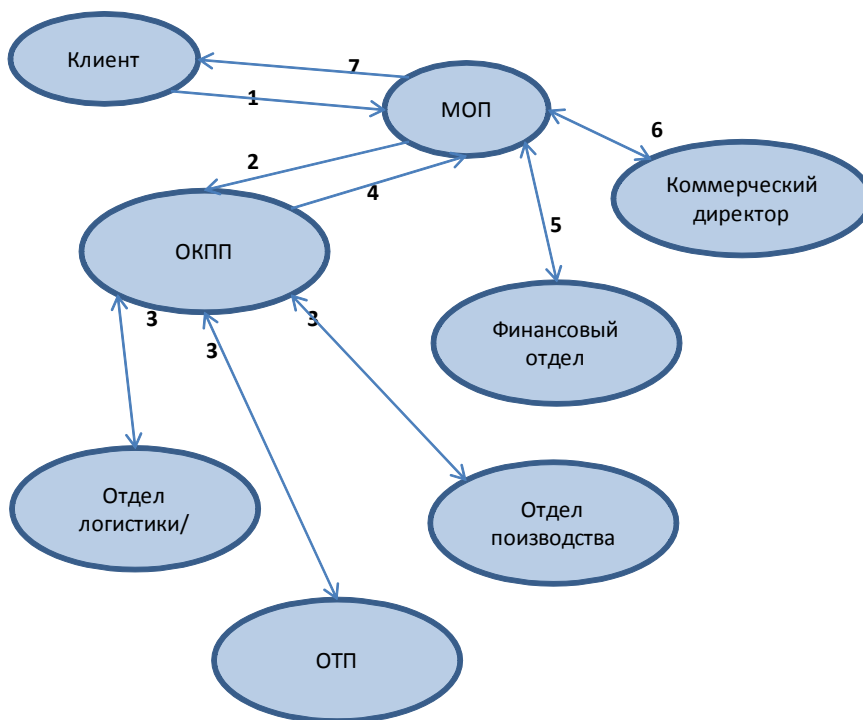 Клиент
7
1
МОП
6
2
Коммерческий
директор
4
5
ОКПП
3
3
3
Финансовый
отдел
Отдел
логистики/
Отдел
поизводства
ОТП